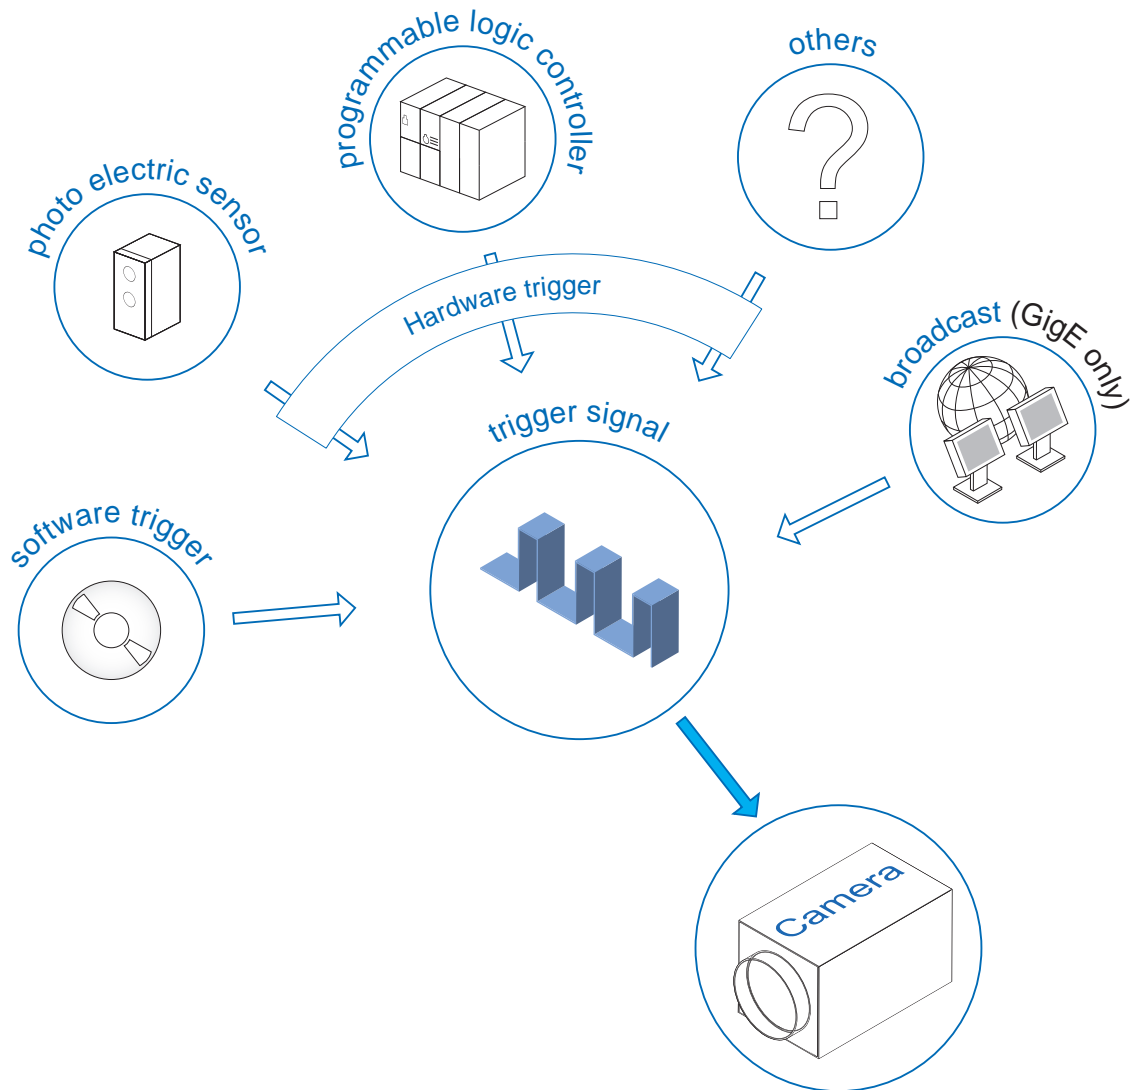 programmable logic controller
others
photo electric sensor
Hardware trigger
broadcast (GigE only)
trigger signal
software trigger
Camera